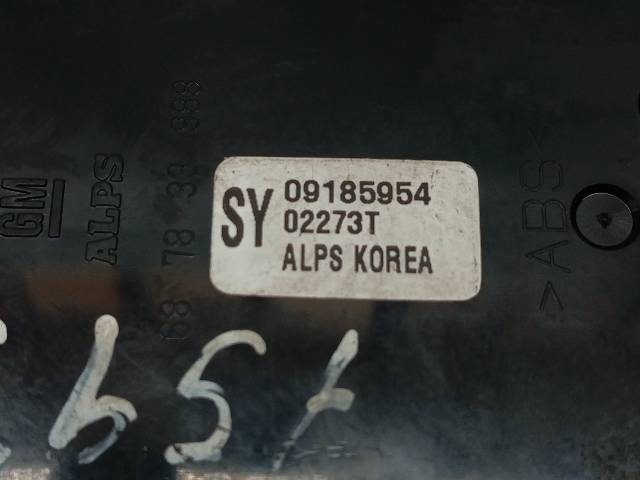 SY
09185954
02273T
ALPS KOREA
GM
ALPS
>ABS<